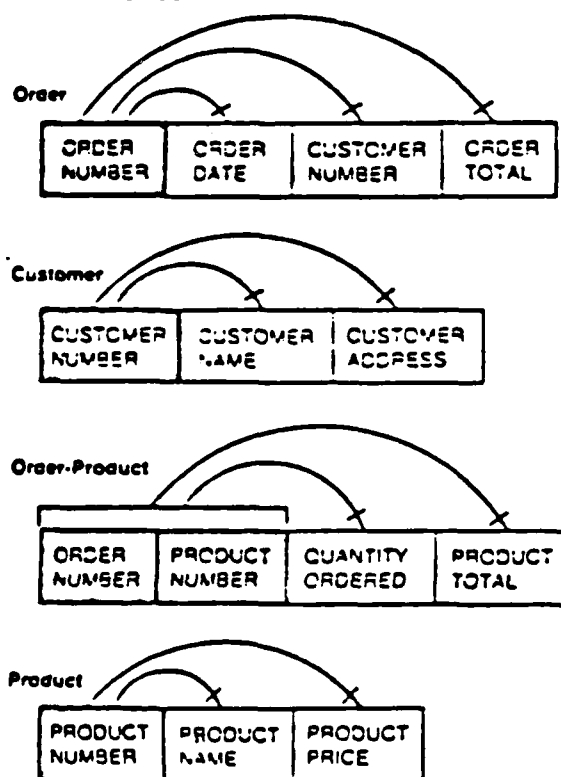 Order
ORDER NUMBER
ORDER DATE
CUSTOMER NUMBER
ORDER TOTAL
Customer
CUSTOMER NUMBER
CUSTOMER NAME
CUSTOMER ADDRESS
Order-Product
ORDER NUMBER
PRODUCT NUMBER
QUANTITY ORDERED
PRODUCT TOTAL
Product
PRODUCT NUMBER
PRODUCT NAME
PRODUCT PRICE